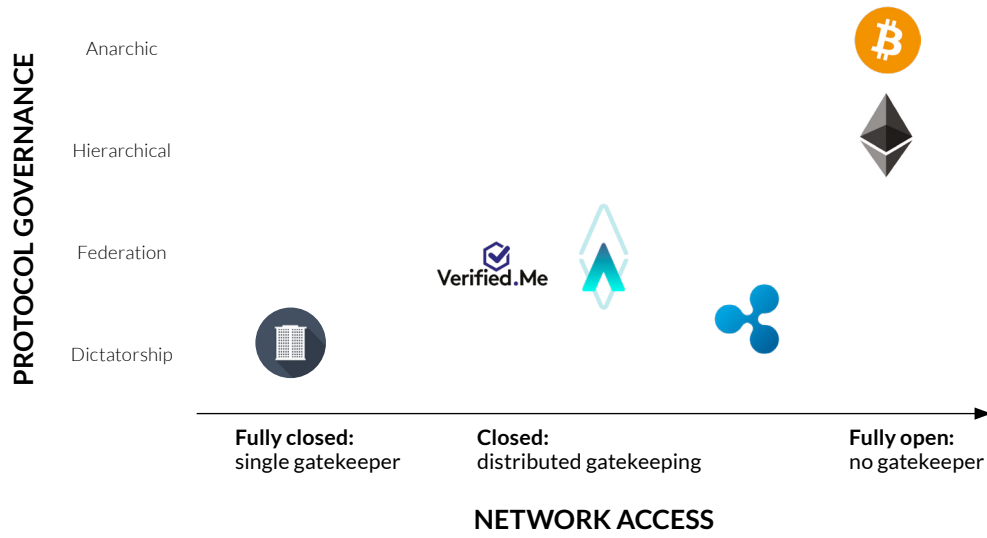 PROTOCOL GOVERNANCE
Anarchic
Hierarchical
Federation
Dictatorship
Verified.Me
Fully closed:
single gatekeeper
Closed:
distributed gatekeeping
Fully open:
no gatekeeper
NETWORK ACCESS